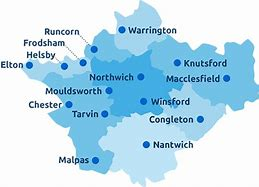 Warrington
Runcorn
Frodsham
Helsby
Elton
Knutsford
Northwich
Macclesfield
Mouldsworth
Chester
Winsford
Tarvin
Congleton
Nantwich
Malpas